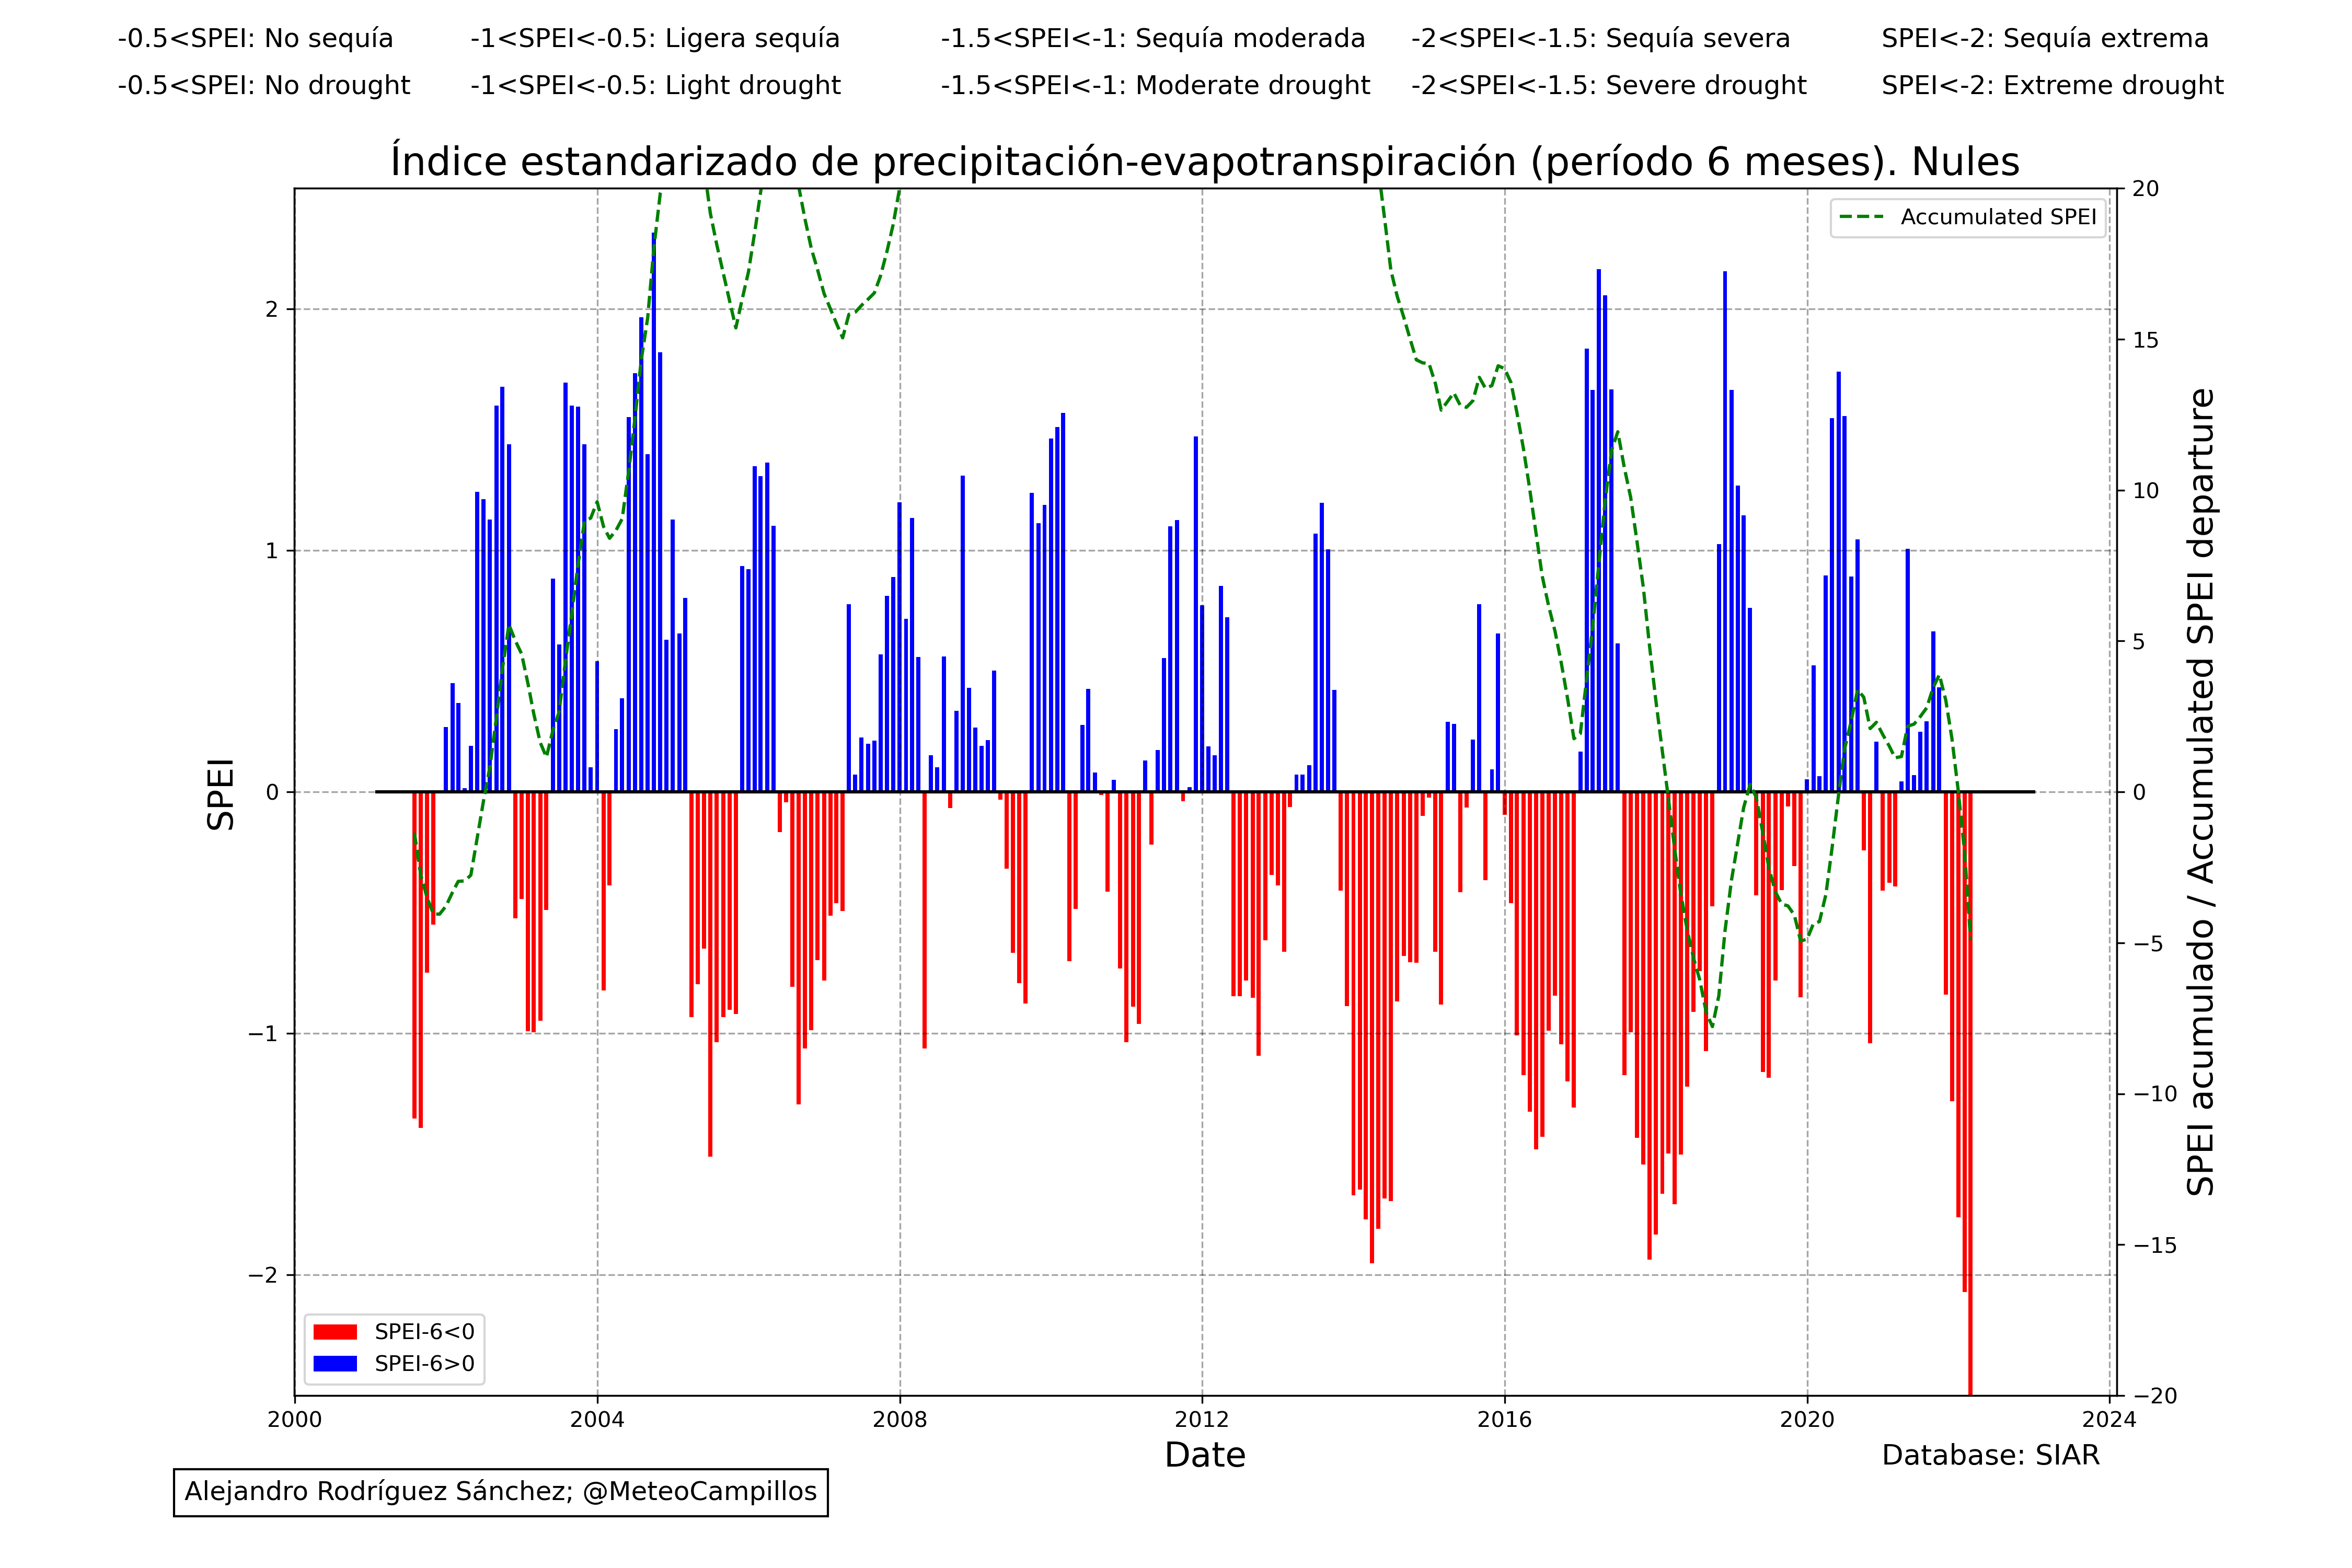 -0.5<SPEI: No sequía -1<SPEI<-0.5: Ligera sequía -1.5<SPEI<-1: Sequía moderada -2<SPEI<-1.5: Sequía severa SPEI<-2: Sequía extrema
-0.5<SPEI: No drought -1<SPEI<-0.5: Light drought -1.5<SPEI<-1: Moderate drought -2<SPEI<-1.5: Severe drought SPEI<-2: Extreme drought
Índice estandarizado de precipitación-evapotranspiración (período 6 meses). Nules
Accumulated SPEI
2
1
0
−1
−2
SPEI
20
15
10
5
0
−5
−10
−15
−20
SPEI acumulado / Accumulated SPEI departure
SPEI-6<0
SPEI-6>0
2000 2004 2008 2012 2016 2020 2024
Date
Database: SIAR
Alejandro Rodríguez Sánchez; @MeteoCampillos